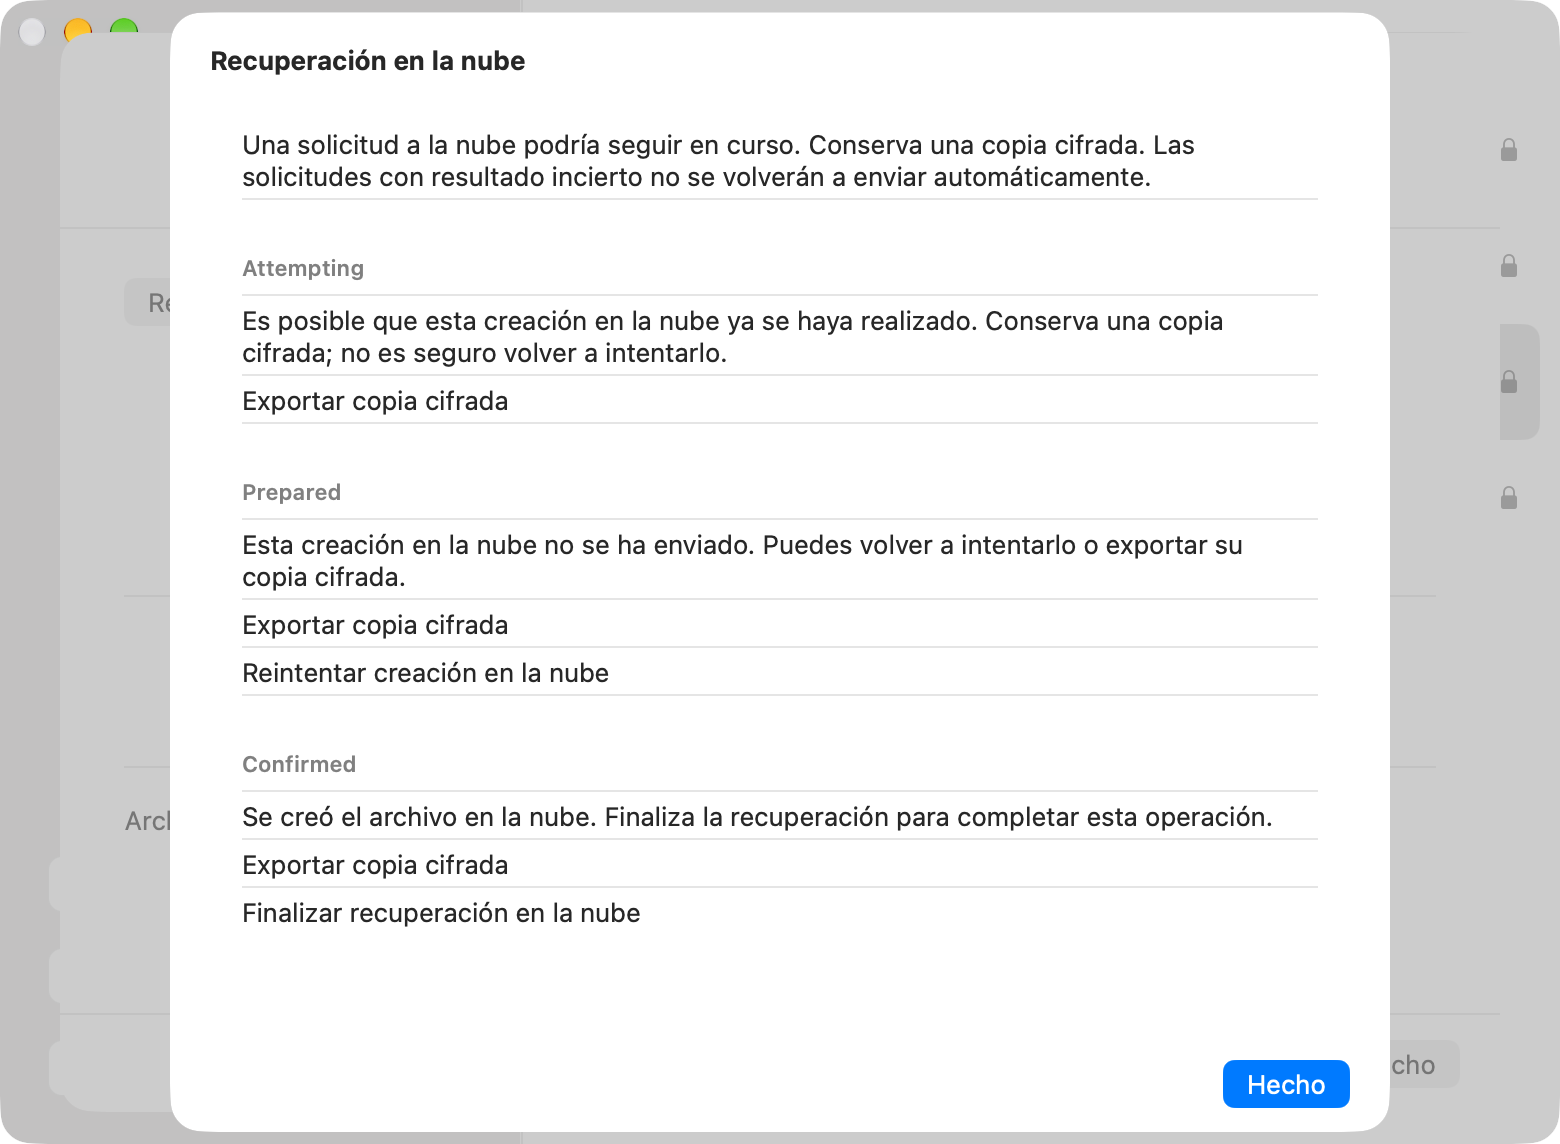 Recuperación en la nube
Una solicitud a la nube podría seguir en curso. Conserva una copia cifrada. Las
solicitudes con resultado incierto no se volverán a enviar automáticamente.
Attempting
Es posible que esta creación en la nube ya se haya realizado. Conserva una copia
cifrada; no es seguro volver a intentarlo.
Exportar copia cifrada
Prepared
Esta creación en la nube no se ha enviado. Puedes volver a intentarlo o exportar su
copia cifrada.
Exportar copia cifrada
Reintentar creación en la nube
Confirmed
Se creó el archivo en la nube. Finaliza la recuperación para completar esta operación.
Exportar copia cifrada
Finalizar recuperación en la nube
Hecho